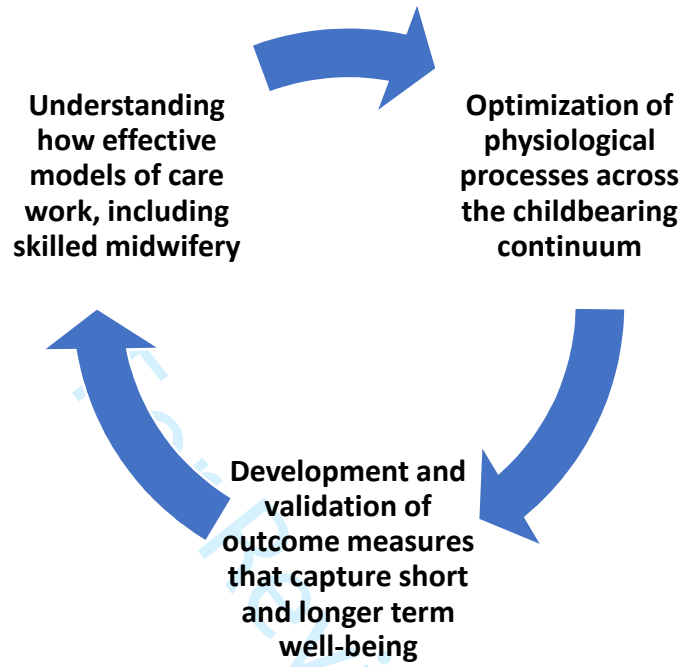 Understanding
how effective
models of care
work, including
skilled midwifery
Optimization of
physiological
processes across
the childbearing
continuum
Development and
validation of
outcome measures
that capture short
and longer term
well-being